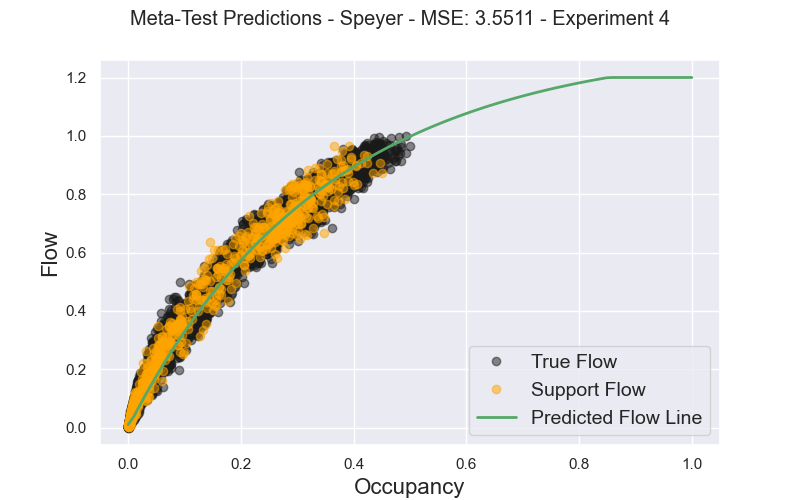 Meta-Test Predictions - Speyer - MSE: 3.5511 - Experiment 4
1.2
1.0
0.8
0.6
0.4
0.2
0.0
Flow
True Flow
Support Flow
Predicted Flow Line
0.0 0.2 0.4 0.6 0.8 1.0
Occupancy